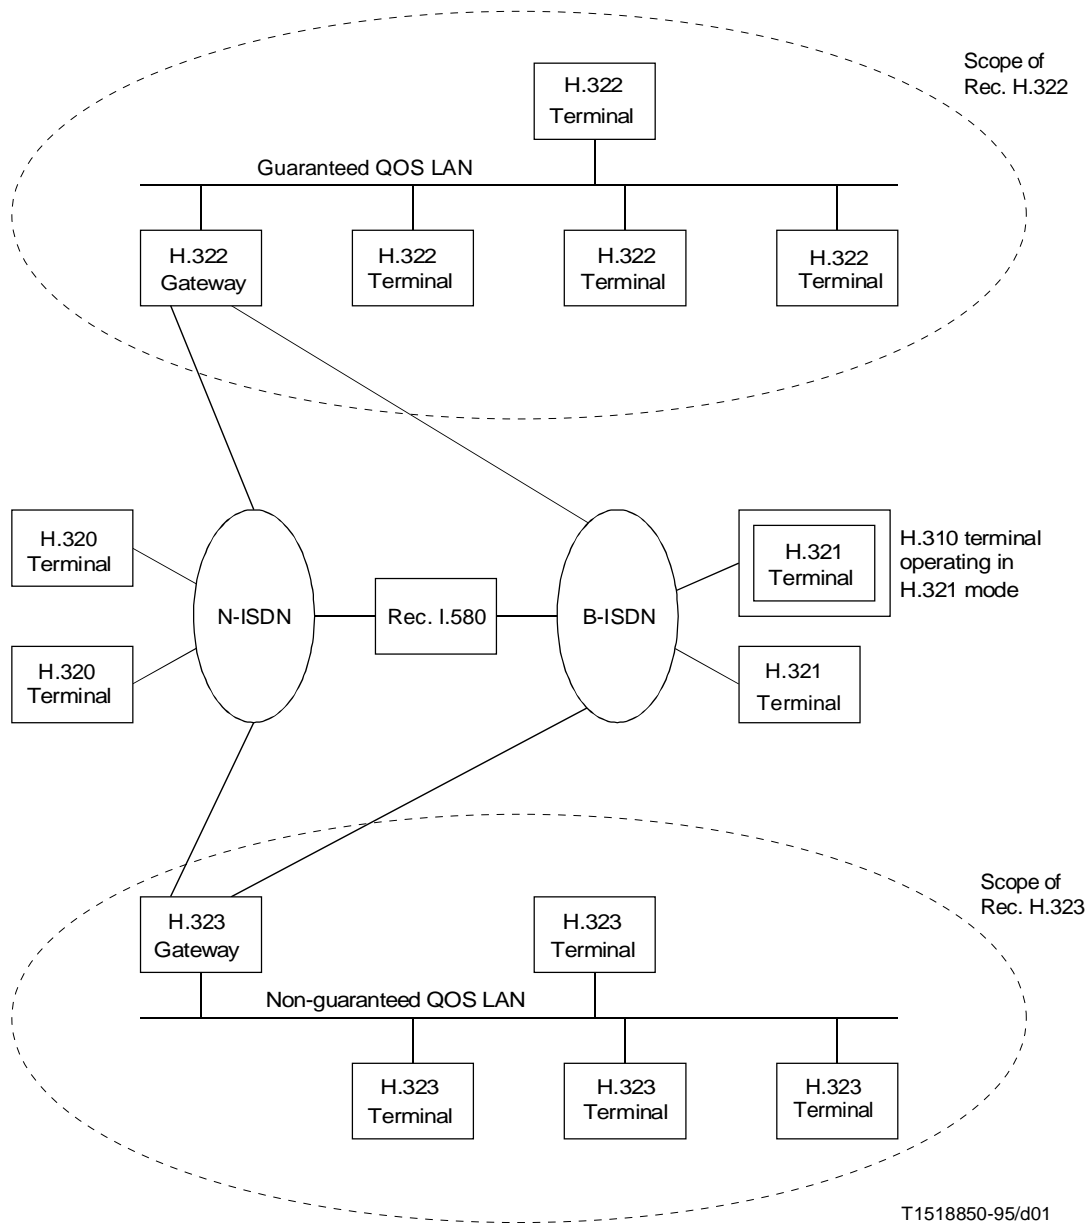 Scope of
Rec. H.322
H.322
Terminal
Guaranteed QOS LAN
H.322
Gateway
H.322
Terminal
H.322
Terminal
H.322
Terminal
H.320
Terminal
H.320
Terminal
N-ISDN
Rec. I.580
B-ISDN
H.321
Terminal
H.310 terminal
operating in
H.321 mode
H.321
Terminal
Scope of
Rec. H.323
H.323
Gateway
H.323
Terminal
Non-guaranteed QOS LAN
H.323
Terminal
H.323
Terminal
H.323
Terminal
T1518850-95/d01